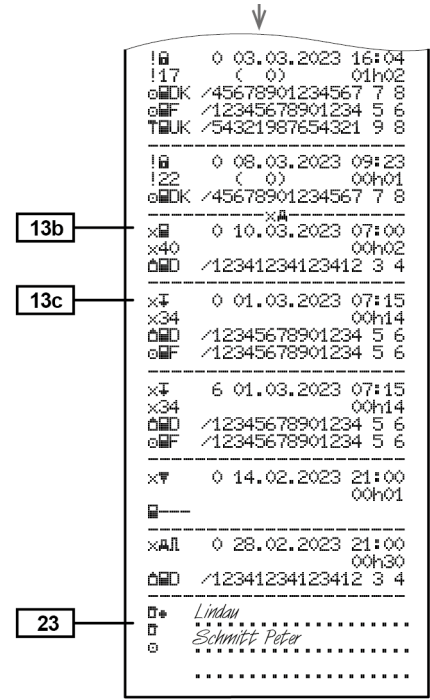 ! 0 03.03.2023 16:04
!17 ( 0) 01h02
DK /45678901234567 7 8
F /12345678901234 5 6
UK /54321987654321 9 8
! 0 08.03.2023 09:23
!22 ( 0) 00h01
DK /45678901234567 7 8
×
13b
× 0 10.03.2023 07:00
×40 00h02
D /12341234123412 3 4
13c
× 0 01.03.2023 07:15
×34 00h14
D /12345678901234 5 6
F /12345678901234 5 6
× 6 01.03.2023 07:15
×34 00h14
D /12345678901234 5 6
F /12345678901234 5 6
× 0 14.02.2023 21:00
00h01
---
× 0 28.02.2023 21:00
00h30
D /12341234123412 3 4
23
Lindau
Schmitt Peter